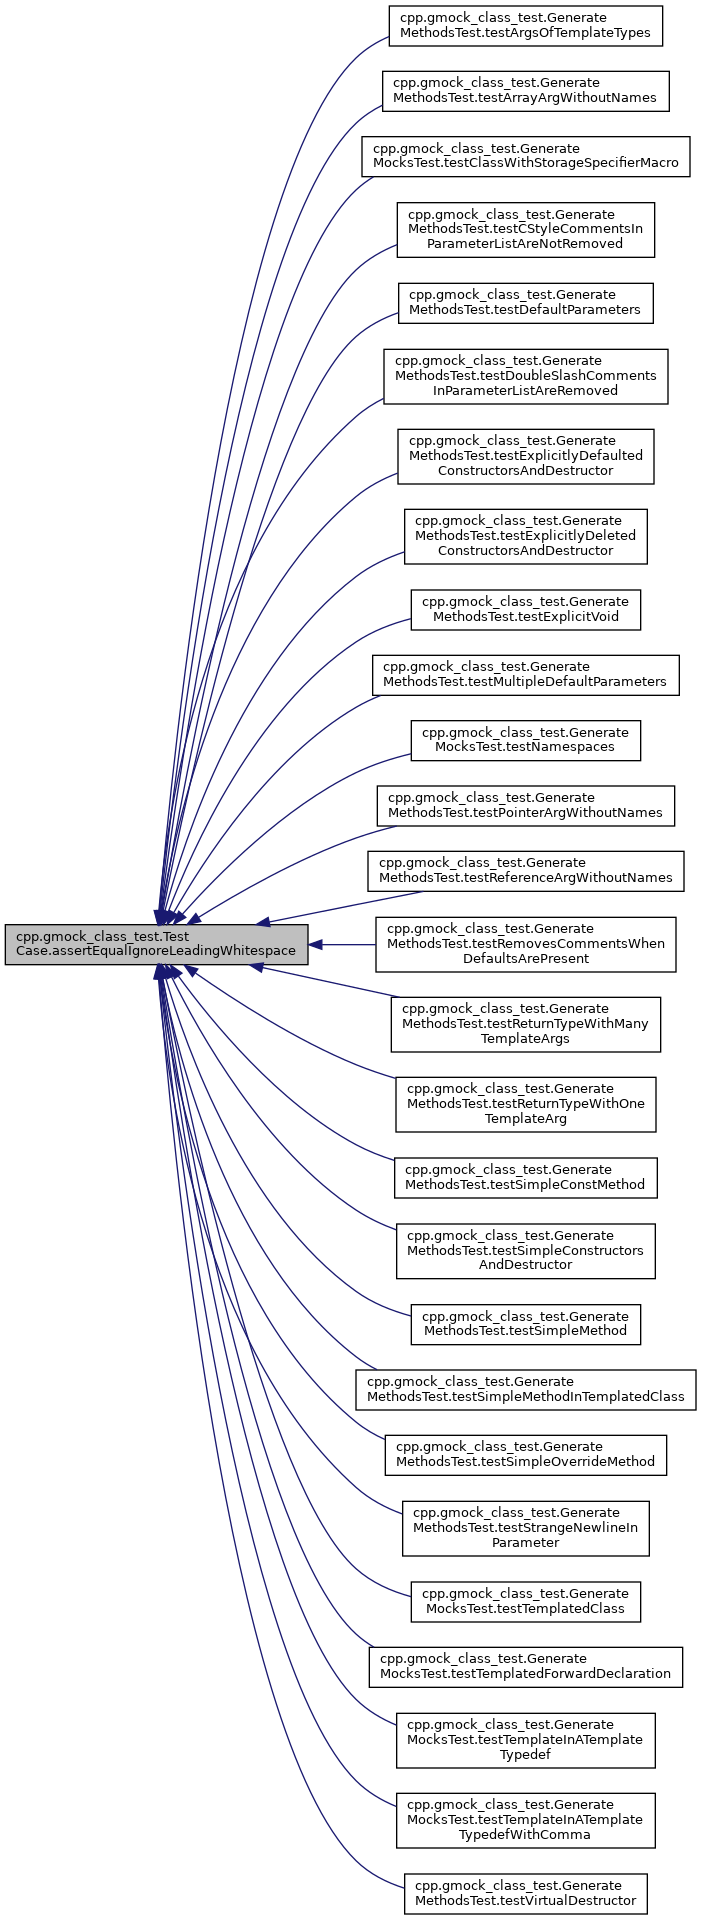 cpp.gmock_class_test.Generate
MethodsTest.testArgsOfTemplateTypes
cpp.gmock_class_test.Generate
MethodsTest.testArrayArgWithoutNames
cpp.gmock_class_test.Generate
MocksTest.testClassWithStorageSpecifierMacro
cpp.gmock_class_test.Generate
MethodsTest.testCStyleCommentsIn
ParameterListAreNotRemoved
cpp.gmock_class_test.Generate
MethodsTest.testDefaultParameters
cpp.gmock_class_test.Generate
MethodsTest.testDoubleSlashComments
InParameterListAreRemoved
cpp.gmock_class_test.Generate
MethodsTest.testExplicitlyDefaulted
ConstructorsAndDestructor
cpp.gmock_class_test.Generate
MethodsTest.testExplicitlyDeleted
ConstructorsAndDestructor
cpp.gmock_class_test.Generate
MethodsTest.testExplicitVoid
cpp.gmock_class_test.Generate
MethodsTest.testMultipleDefaultParameters
cpp.gmock_class_test.Generate
MocksTest.testNamespaces
cpp.gmock_class_test.Generate
MethodsTest.testPointerArgWithoutNames
cpp.gmock_class_test.Generate
MethodsTest.testReferenceArgWithoutNames
cpp.gmock_class_test.Test
Case.assertEqualIgnoreLeadingWhitespace
cpp.gmock_class_test.Generate
MethodsTest.testRemovesCommentsWhen
DefaultsArePresent
cpp.gmock_class_test.Generate
MethodsTest.testReturnTypeWithMany
TemplateArgs
cpp.gmock_class_test.Generate
MethodsTest.testReturnTypeWithOne
TemplateArg
cpp.gmock_class_test.Generate
MethodsTest.testSimpleConstMethod
cpp.gmock_class_test.Generate
MethodsTest.testSimpleConstructors
AndDestructor
cpp.gmock_class_test.Generate
MethodsTest.testSimpleMethod
cpp.gmock_class_test.Generate
MethodsTest.testSimpleMethodInTemplatedClass
cpp.gmock_class_test.Generate
MethodsTest.testSimpleOverrideMethod
cpp.gmock_class_test.Generate
MethodsTest.testStrangeNewlineIn
Parameter
cpp.gmock_class_test.Generate
MocksTest.testTemplatedClass
cpp.gmock_class_test.Generate
MocksTest.testTemplatedForwardDeclaration
cpp.gmock_class_test.Generate
MocksTest.testTemplateInATemplate
Typedef
cpp.gmock_class_test.Generate
MocksTest.testTemplateInATemplate
TypedefWithComma
cpp.gmock_class_test.Generate
MethodsTest.testVirtualDestructor